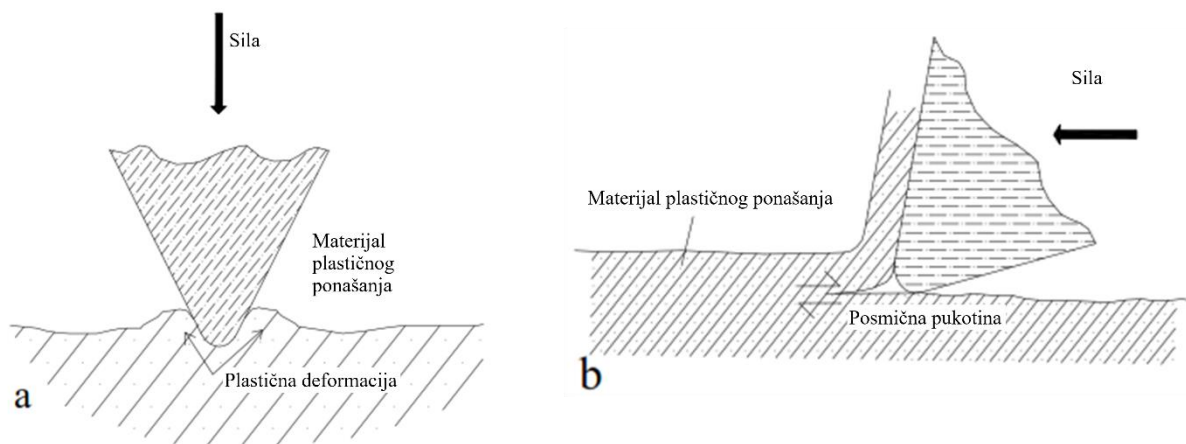 Sila
Materijal
plastičnog
ponašanja
Plastična deformacija
a
Sila
Materijal plastičnog ponašanja
Posmična pukotina
b